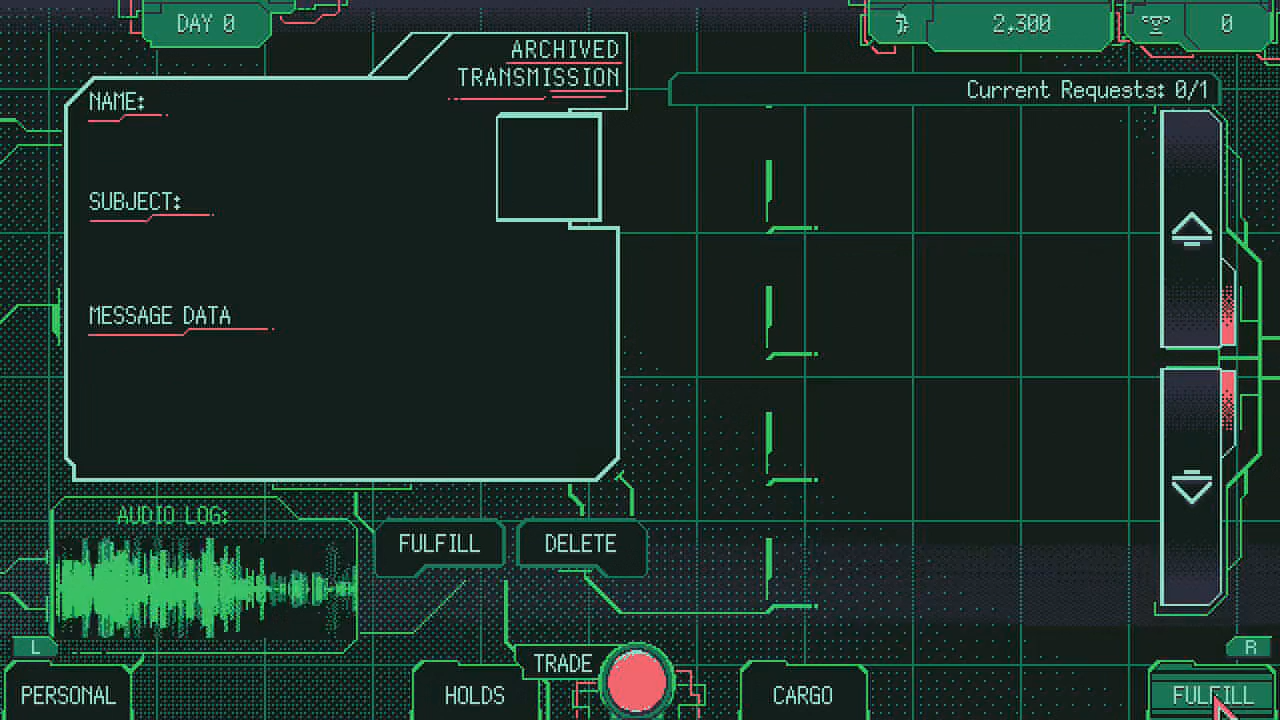 DAY 0
2,300
0
ARCHIVED
TRANSMISSION
NAME:
Current Requests: 0/1
SUBJECT:
MESSAGE DATA
AUDIO LOG:
FULFILL
DELETE
L
R
TRADE
PERSONAL
HOLDS
CARGO
FULFILL